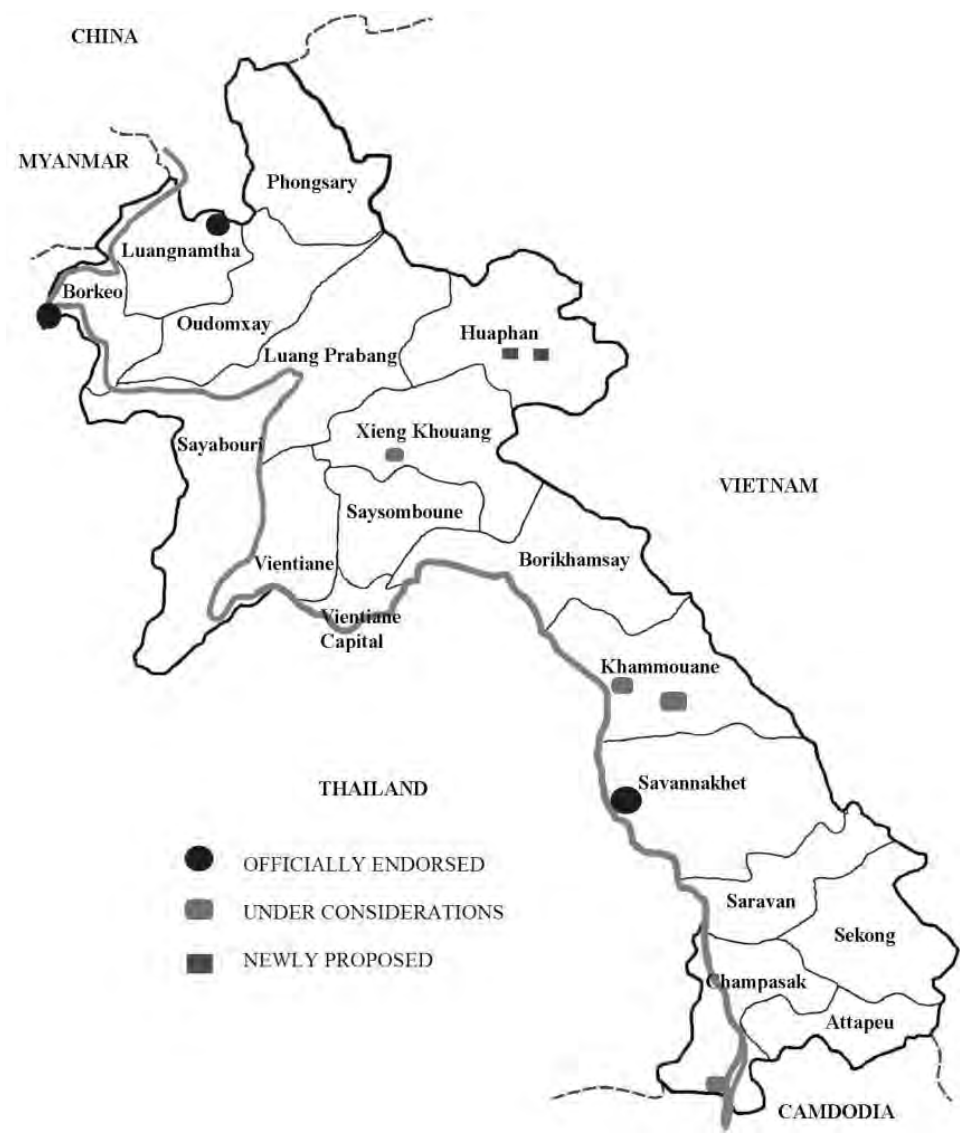 CHINA
MYANMAR
Phongsary
Luangnamtha
Borkeo
Oudomxay
Huaphan
Luang Prabang
Xieng Khouang
Sayabouri
VIETNAM
Saysomboune
Vientiane
Borikhamsay
Vientiane
Capital
Khammouane
THAILAND
Savannakhet
OFFICIALLY ENDORSED
UNDER CONSIDERATIONS
NEWLY PROPOSED
Saravan
Sekong
Champasak
Attapeu
CAMDODIA